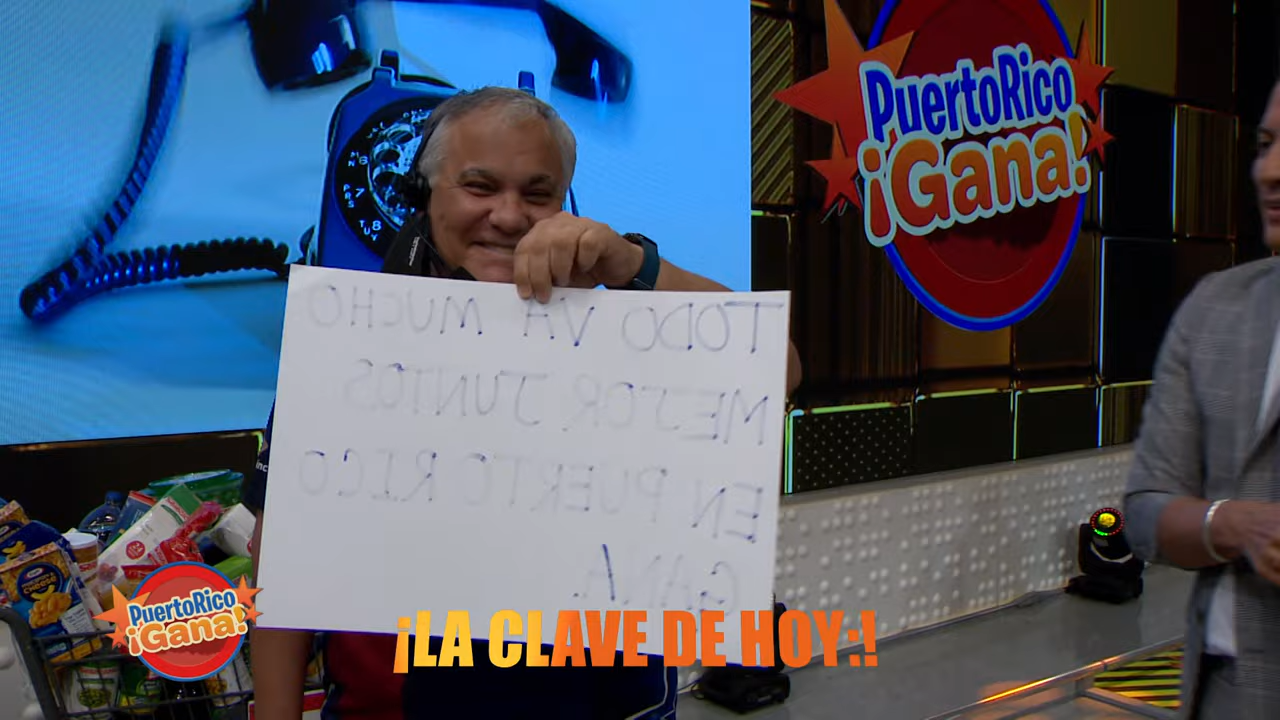 PuertoRico
¡Gana!
TODO VA MUCHO
MEJOR JUNTOS
EN PUERTO RICO
GANA.
PuertoRico
¡Gana!
¡LA CLAVE DE HOY:!